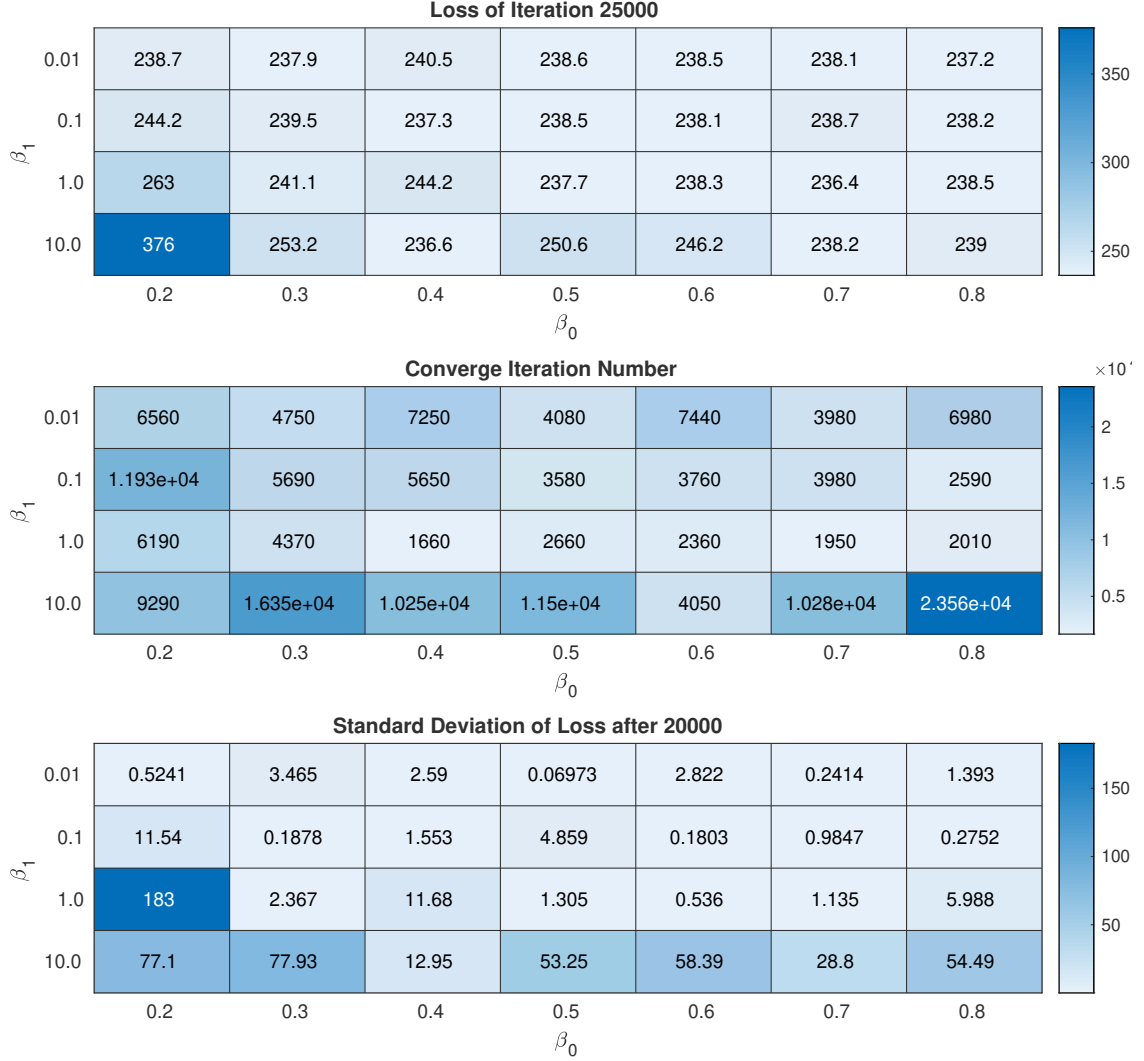 Loss of Iteration 25000
0.01 238.7 237.9 240.5 238.6 238.5 238.1 237.2
0.1 244.2 239.5 237.3 238.5 238.1 238.7 238.2
1.0 263 241.1 244.2 237.7 238.3 236.4 238.5
10.0 376 253.2 236.6 250.6 246.2 238.2 239
β1
0.2 0.3 0.4 0.5 0.6 0.7 0.8
β0
350
300
250
Converge Iteration Number
0.01 6560 4750 7250 4080 7440 3980 6980
0.1 1.193e+04 5690 5650 3580 3760 3980 2590
1.0 6190 4370 1660 2660 2360 1950 2010
10.0 9290 1.635e+04 1.025e+04 1.15e+04 4050 1.028e+04 2.356e+04
β1
0.2 0.3 0.4 0.5 0.6 0.7 0.8
β0
×10
2
1.5
1
0.5
Standard Deviation of Loss after 20000
0.01 0.5241 3.465 2.59 0.06973 2.822 0.2414 1.393
0.1 11.54 0.1878 1.553 4.859 0.1803 0.9847 0.2752
1.0 183 2.367 11.68 1.305 0.536 1.135 5.988
10.0 77.1 77.93 12.95 53.25 58.39 28.8 54.49
β1
0.2 0.3 0.4 0.5 0.6 0.7 0.8
β0
150
100
50